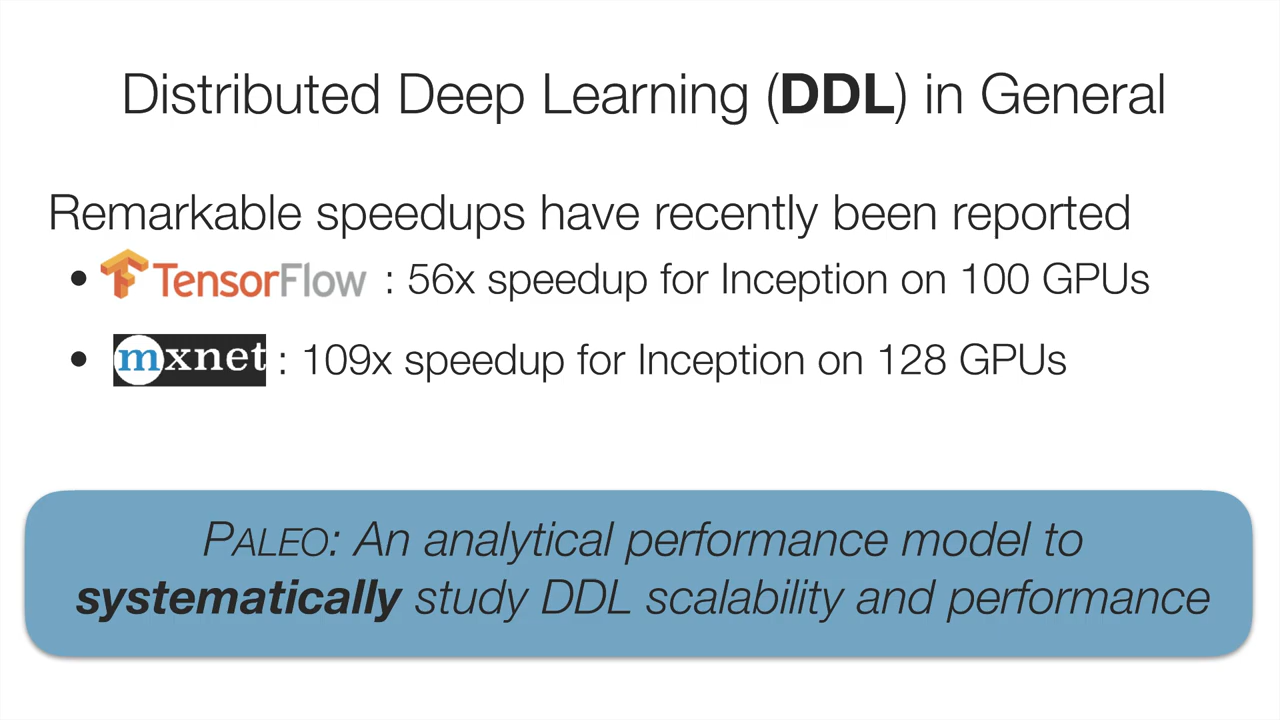 Distributed Deep Learning (DDL) in General
Remarkable speedups have recently been reported
• TensorFlow : 56x speedup for Inception on 100 GPUs
• mxnet : 109x speedup for Inception on 128 GPUs
PALEO: An analytical performance model to
systematically study DDL scalability and performance